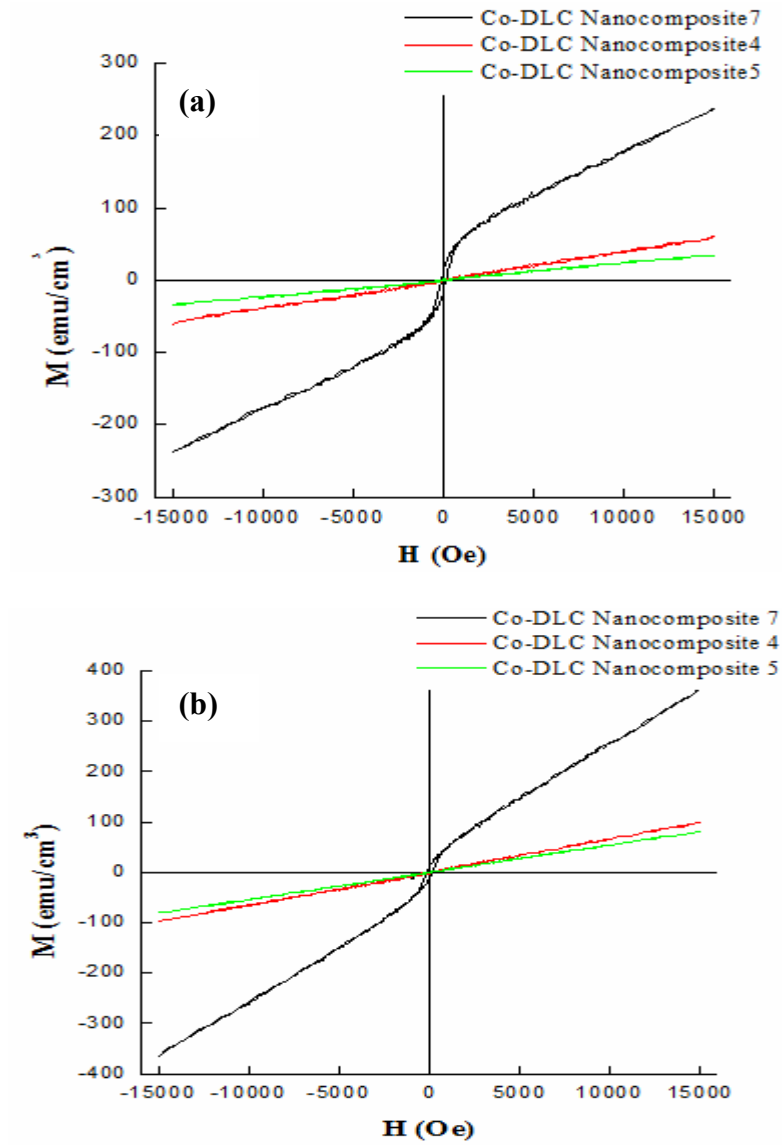 Co-DLC Nanocomposite7
Co-DLC Nanocomposite4
Co-DLC Nanocomposite5
(a)
300
200
100
0
-100
-200
-300
M (emu/cm³
-15000 -10000 -5000 0 5000 10000 15000
H (Oe)
Co-DLC Nanocomposite 7
Co-DLC Nanocomposite 4
Co-DLC Nanocomposite 5
(b)
400
300
200
100
0
-100
-200
-300
-400
M (emu/cm³)
-15000 -10000 -5000 0 5000 10000 15000
H (Oe)